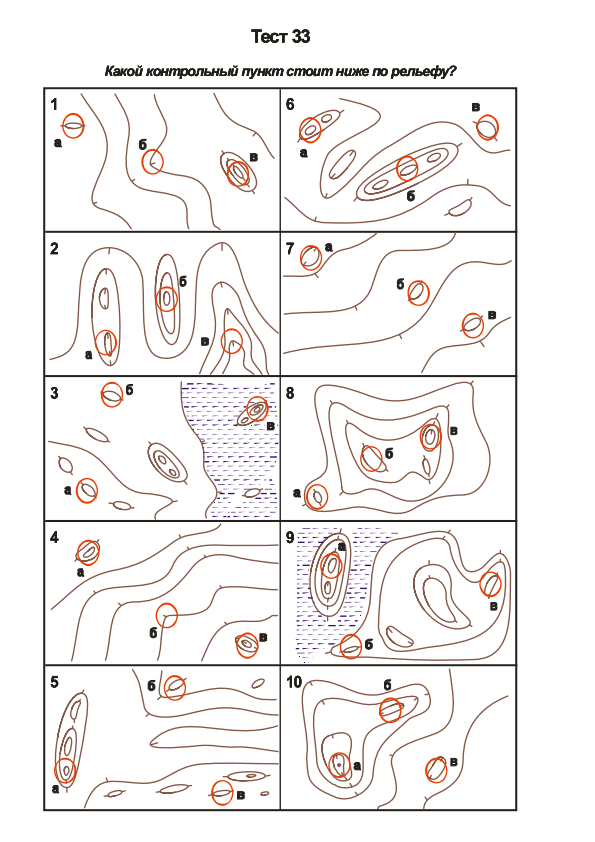 Тест 33
Какой контрольный пункт стоит ниже по рельефу?
1
а
б
в
6
а
б
в
2
а
б
в
7
а
б
в
3
а
б
в
8
а
б
в
4
а
б
в
9
а
б
в
5
а
б
в
10
а
б
в